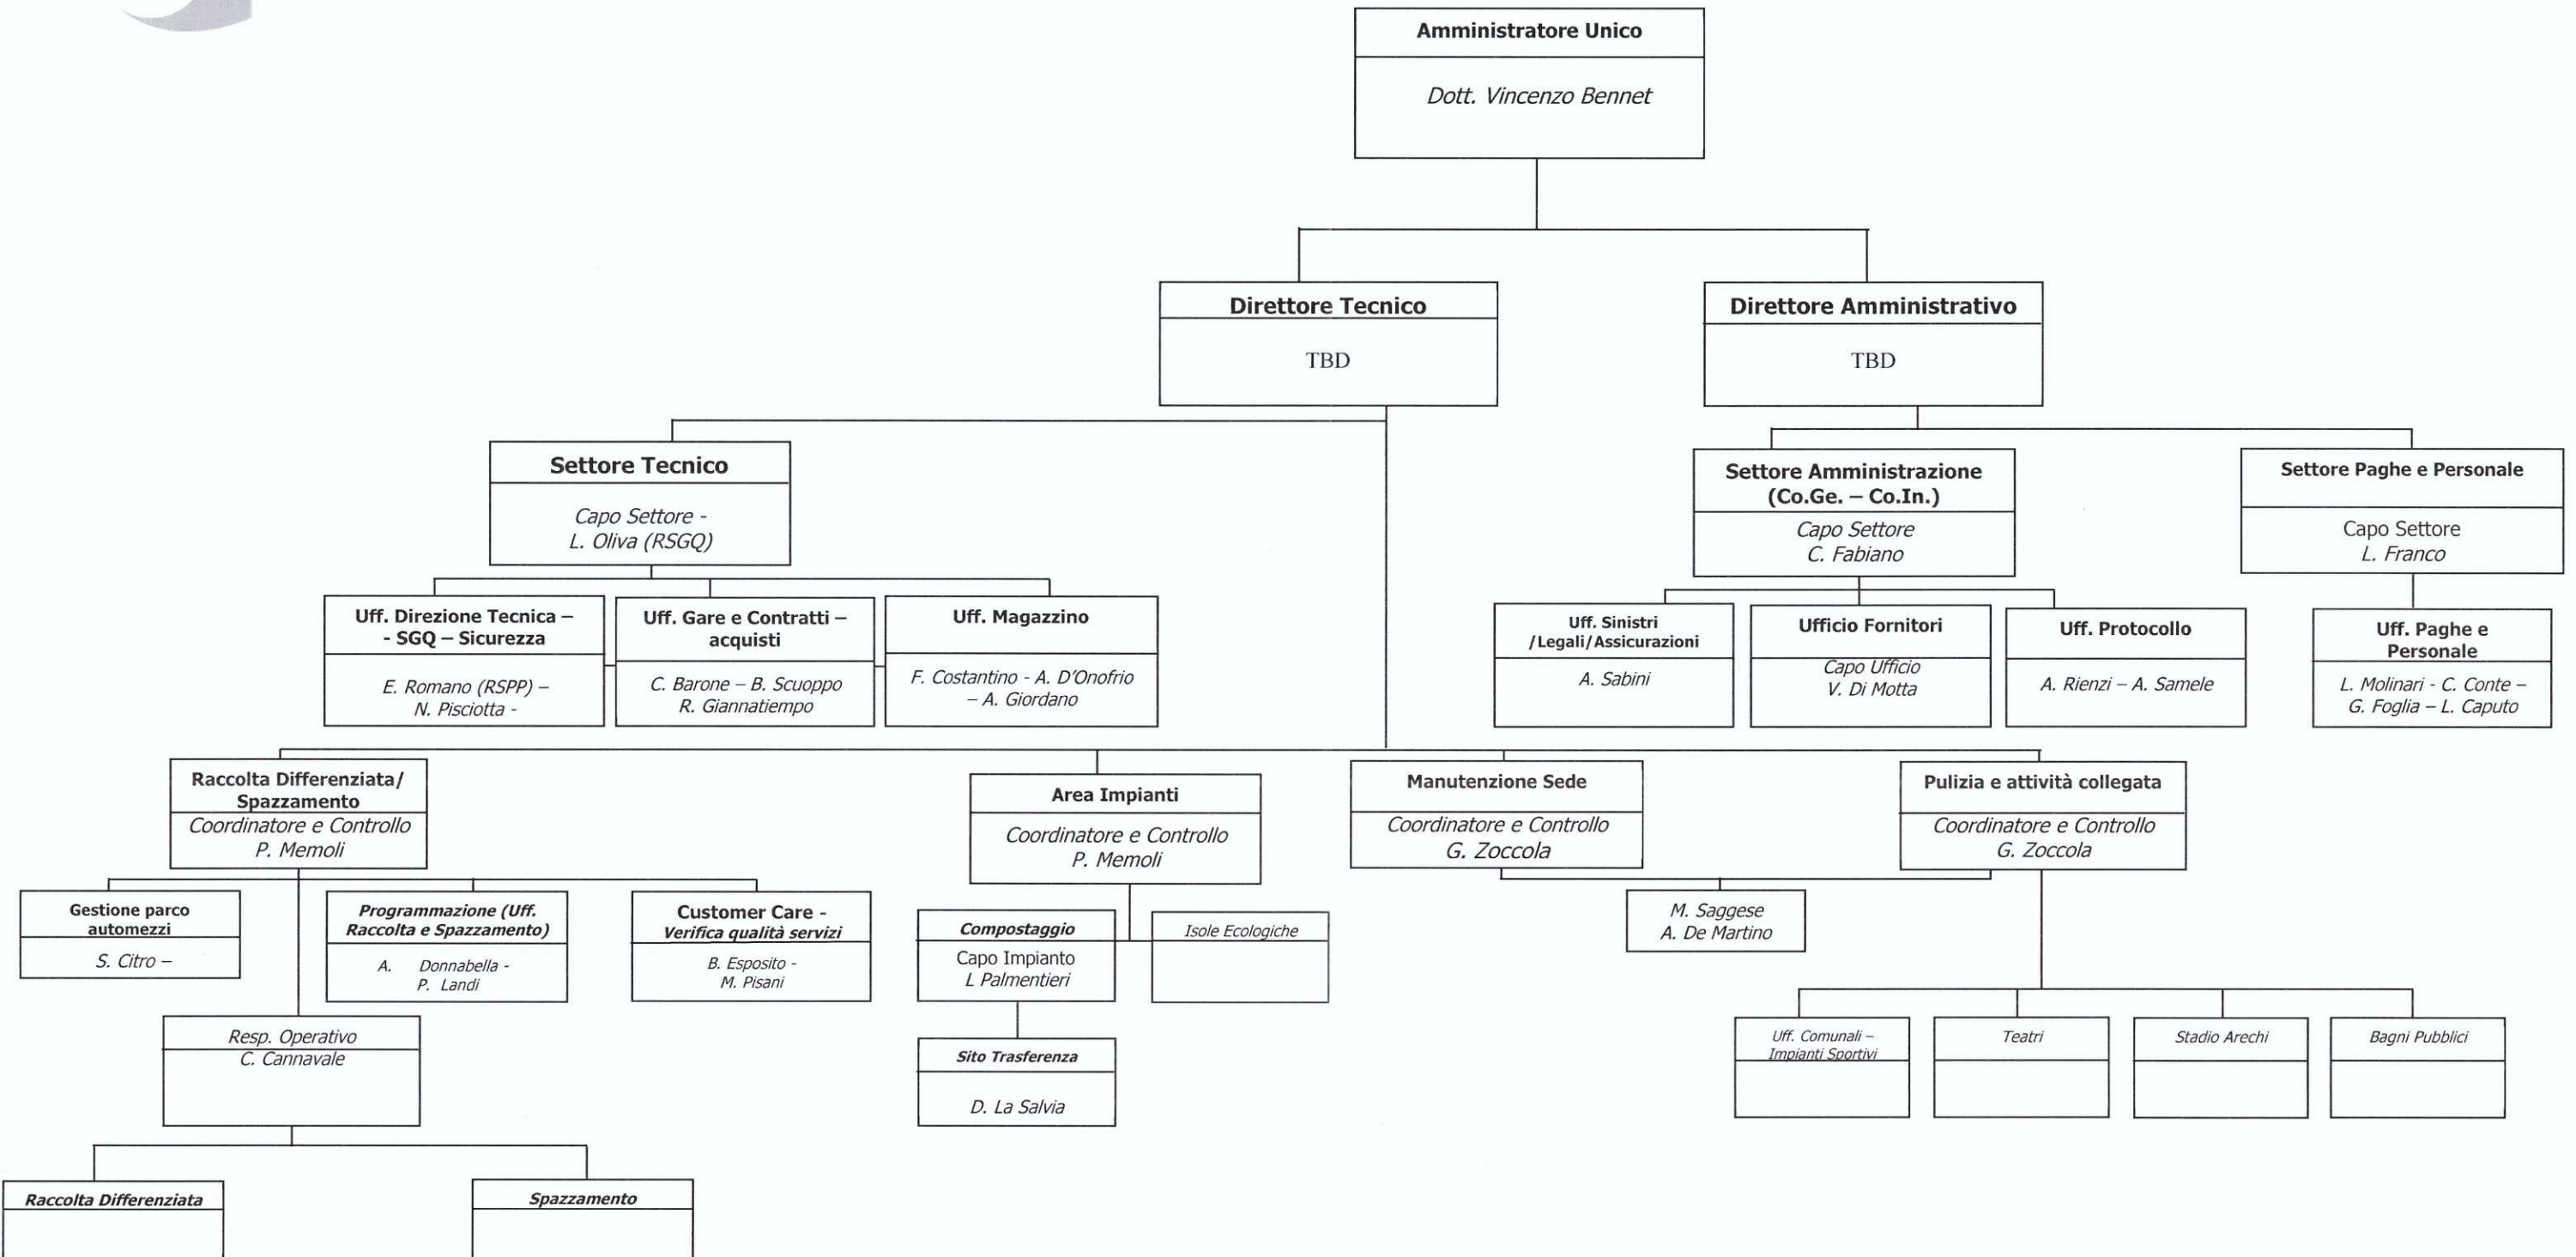 Amministratore Unico
Dott. Vincenzo Bennet
Direttore Tecnico
TBD
Direttore Amministrativo
TBD
Settore Tecnico
Capo Settore -
L. Oliva (RSGQ)
Settore Amministrazione
(Co.Ge. – Co.In.)
Capo Settore
C. Fabiano
Settore Paghe e Personale
Capo Settore
L. Franco
Uff. Direzione Tecnica –
- SGQ – Sicurezza
E. Romano (RSPP) –
N. Pisciotta -
Uff. Gare e Contratti –
acquisti
C. Barone – B. Scuoppo
R. Giannatiempo
Uff. Magazzino
F. Costantino - A. D'Onofrio
– A. Giordano
Uff. Sinistri
/Legali/Assicurazioni
A. Sabini
Ufficio Fornitori
Capo Ufficio
V. Di Motta
Uff. Protocollo
A. Rienzi – A. Samele
Uff. Paghe e
Personale
L. Molinari - C. Conte –
G. Foglia – L. Caputo
Raccolta Differenziata/
Spazzamento
Coordinatore e Controllo
P. Memoli
Area Impianti
Coordinatore e Controllo
P. Memoli
Manutenzione Sede
Coordinatore e Controllo
G. Zoccola
Pulizia e attività collegata
Coordinatore e Controllo
G. Zoccola
Gestione parco
automezzi
S. Citro –
Programmazione (Uff.
Raccolta e Spazzamento)
A. Donnabella -
P. Landi
Customer Care -
Verifica qualità servizi
B. Esposito -
M. Pisani
Compostaggio
Capo Impianto
L Palmentieri
Isole Ecologiche
M. Saggese
A. De Martino
Resp. Operativo
C. Cannavale
Sito Trasferenza
D. La Salvia
Uff. Comunali –
Impianti Sportivi
Teatri
Stadio Arechi
Bagni Pubblici
Raccolta Differenziata
Spazzamento